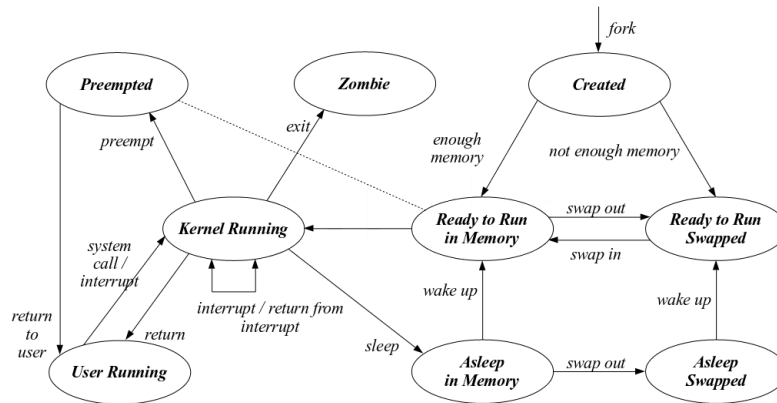 fork
Preempted
Zombie
Created
exit
preempt
enough
memory
not enough memory
Kernel Running
Ready to Run
in Memory
swap out
swap in
Ready to Run
Swapped
system
call /
interrupt
interrupt / return from
interrupt
wake up
wake up
return
to
user
return
sleep
User Running
Asleep
in Memory
swap out
Asleep
Swapped